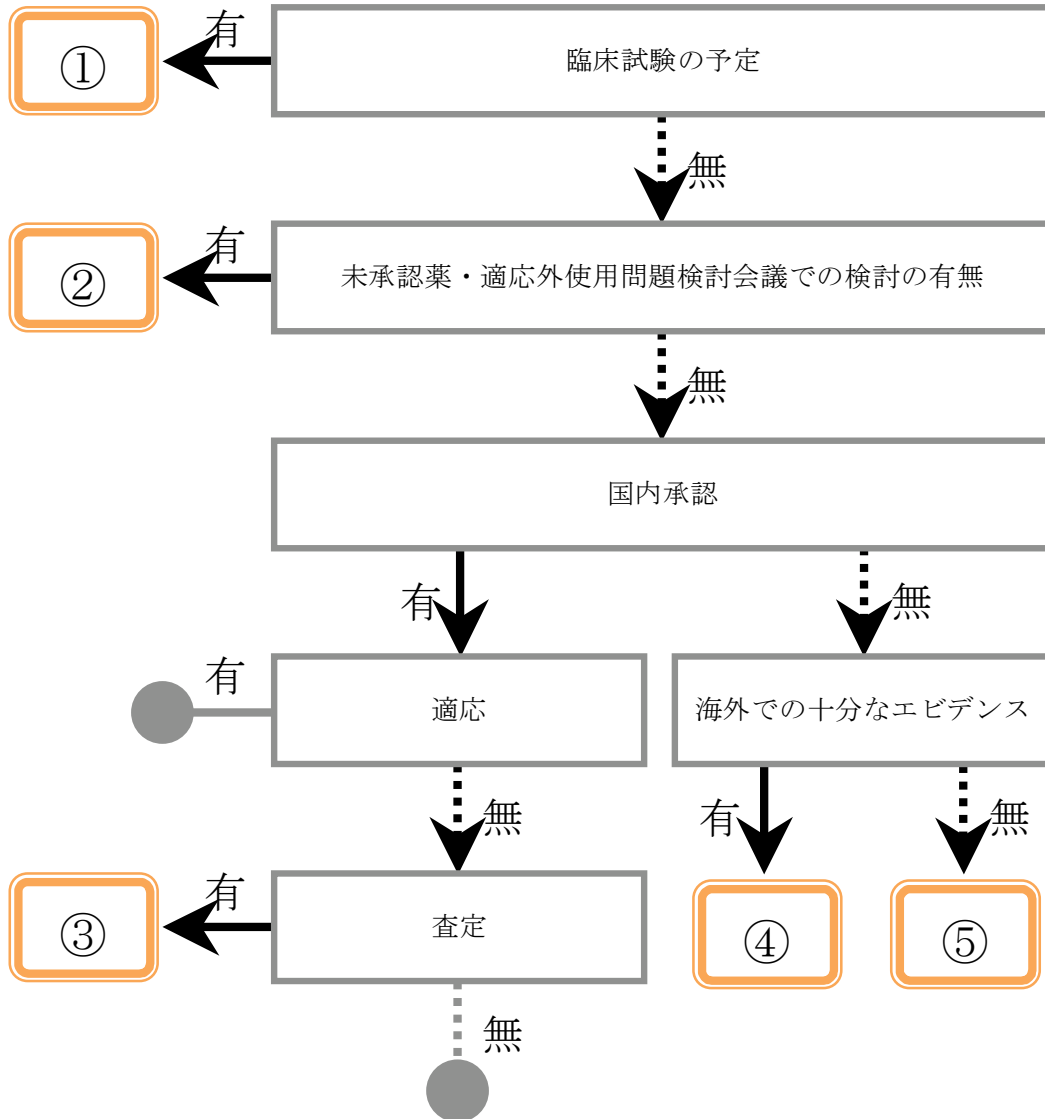 有
①
臨床試験の予定
無
有
②
未承認薬・適応外使用問題検討会議での検討の有無
無
国内承認
有
無
有
適応
海外での十分なエビデンス
無
有
無
有
③
査定
④
⑤
無